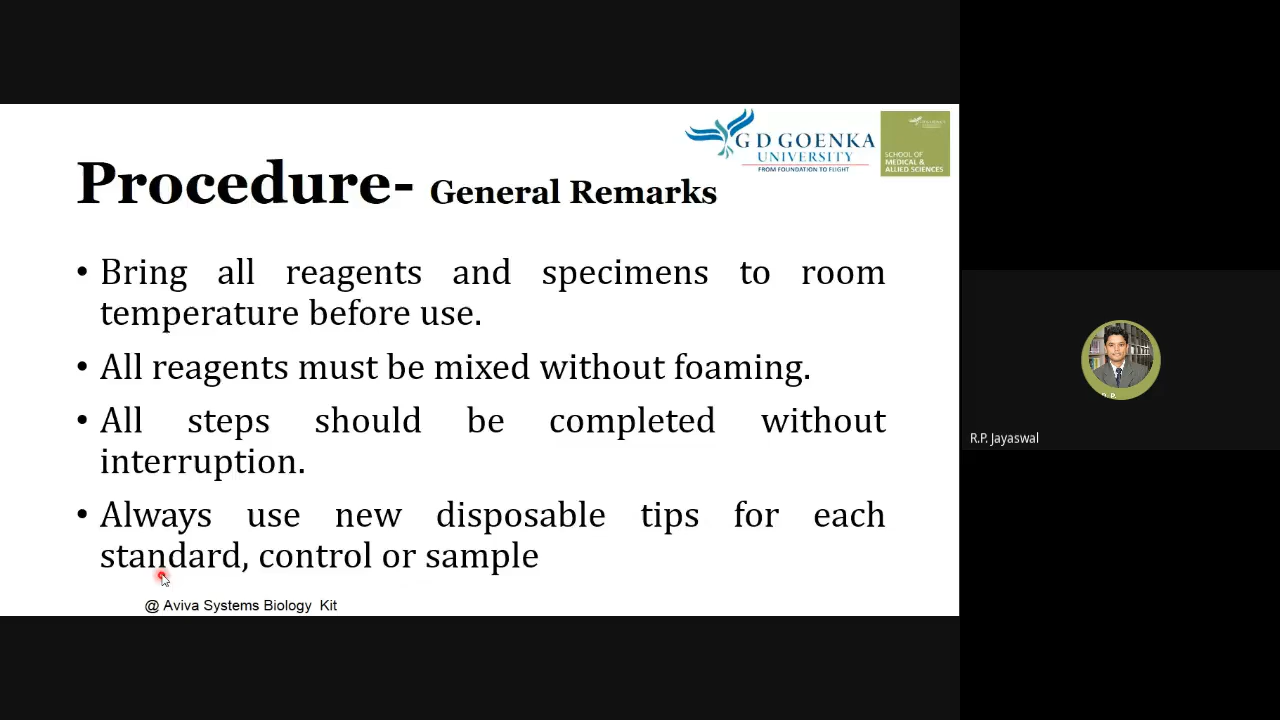 G D GOENKA
UNIVERSITY
FROM FOUNDATION TO FLIGHT
SCHOOL OF
MEDICAL &
ALLIED SCIENCES
Procedure- General Remarks
• Bring all reagents and specimens to room
temperature before use.
• All reagents must be mixed without foaming.
• All steps should be completed without
interruption.
• Always use new disposable tips for each
standard, control or sample
@ Aviva Systems Biology Kit
R.P. Jayaswal